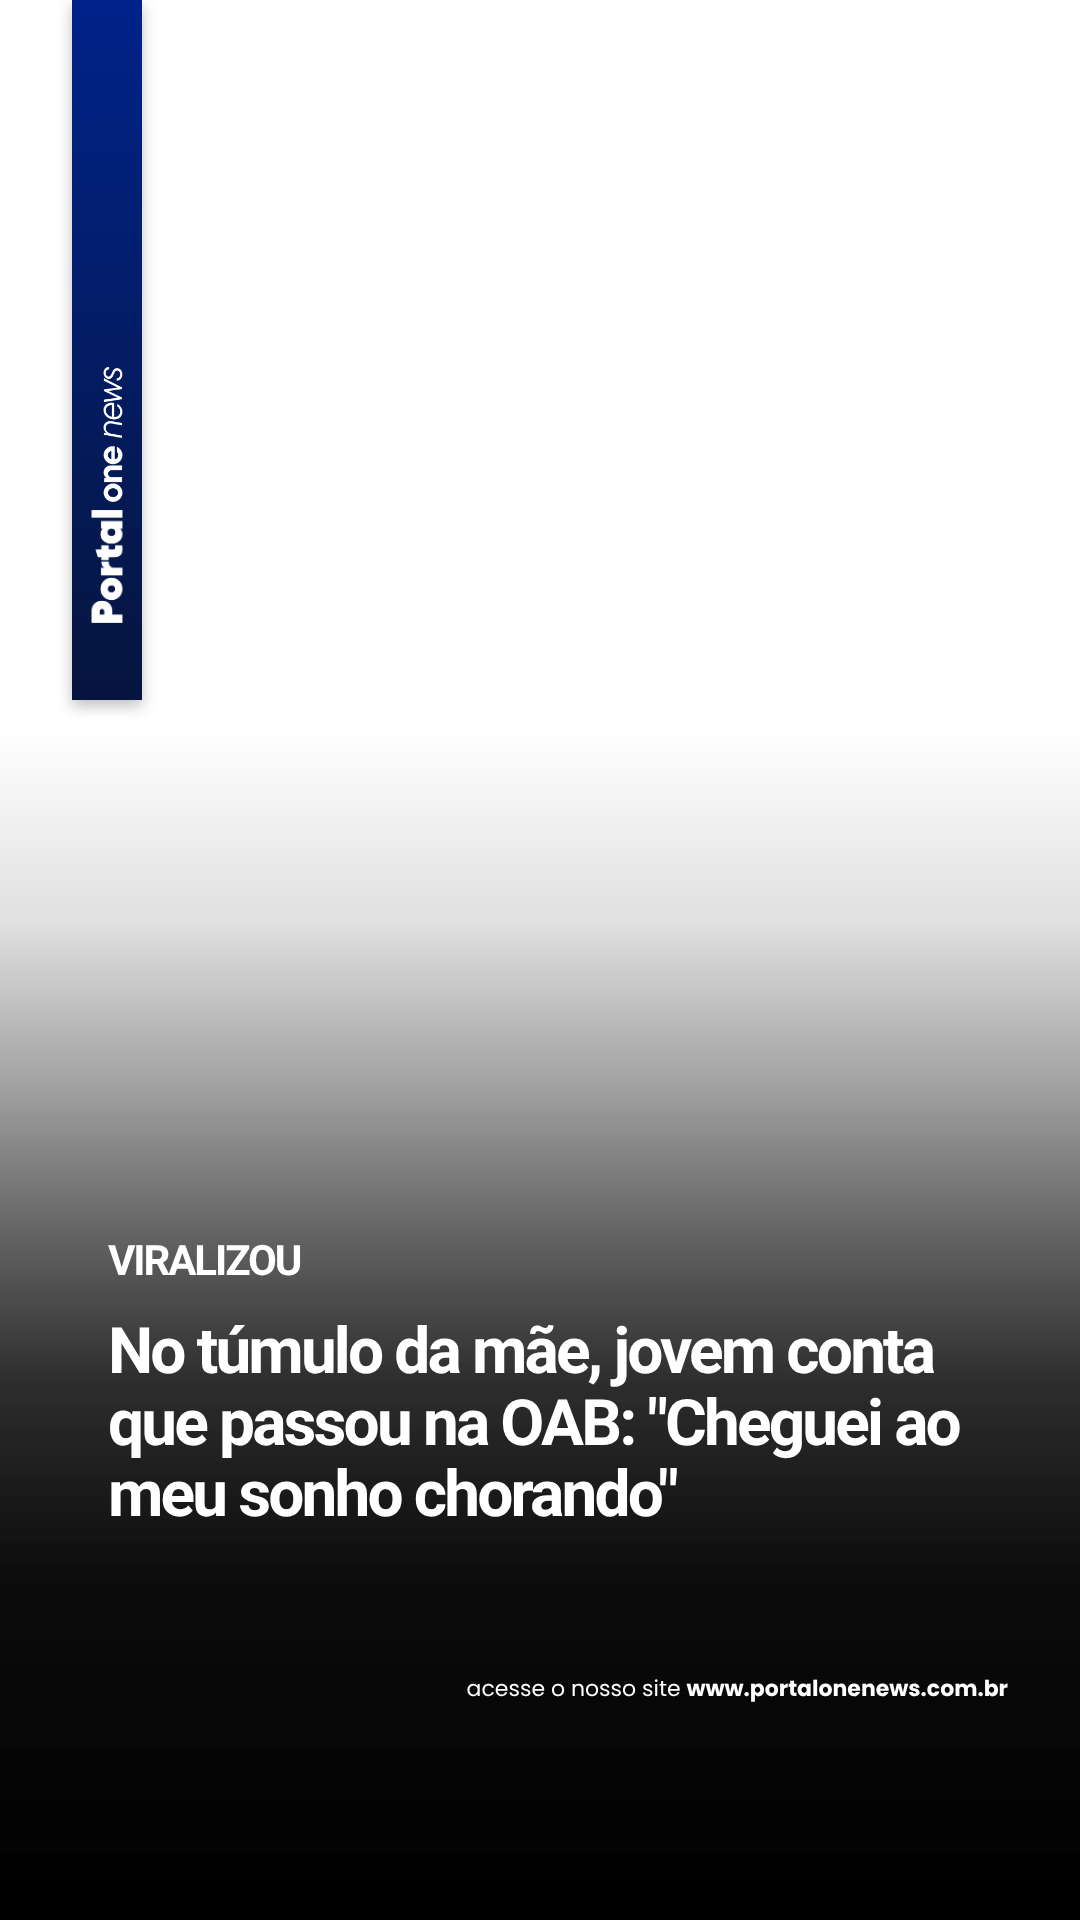 Portal one news
VIRALIZOU
No túmulo da mãe, jovem conta
que passou na OAB: "Cheguei ao
meu sonho chorando"
acesse o nosso site www.portalonenews.com.br